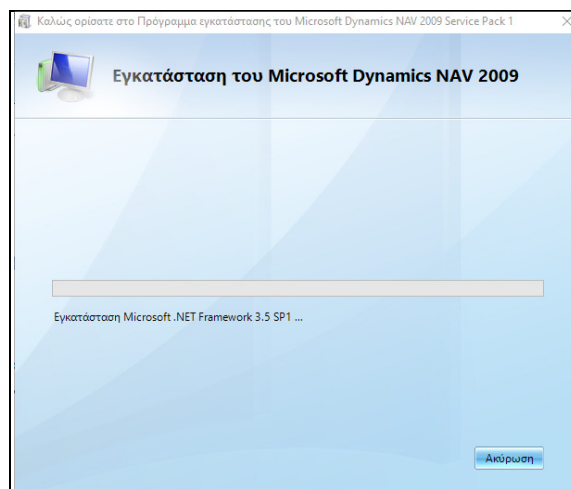 Καλώς ορίσατε στο Πρόγραμμα εγκατάστασης του Microsoft Dynamics NAV 2009 Service Pack 1
Εγκατάσταση του Microsoft Dynamics NAV 2009
Εγκατάσταση Microsoft .NET Framework 3.5 SP1 ...
Ακύρωση